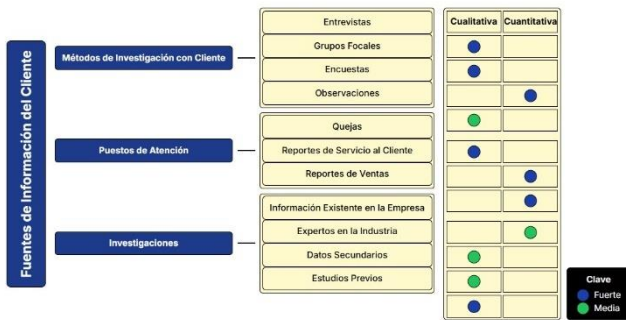 Fuentes de Información del Cliente
Métodos de Investigación con Cliente
Puestos de Atención
Investigaciones
Entrevistas
Grupos Focales
Encuestas
Observaciones
Quejas
Reportes de Servicio al Cliente
Reportes de Ventas
Información Existente en la Empresa
Expertos en la Industria
Datos Secundarios
Estudios Previos
Cualitativa Cuantitativa
Clave
Fuerte
Media